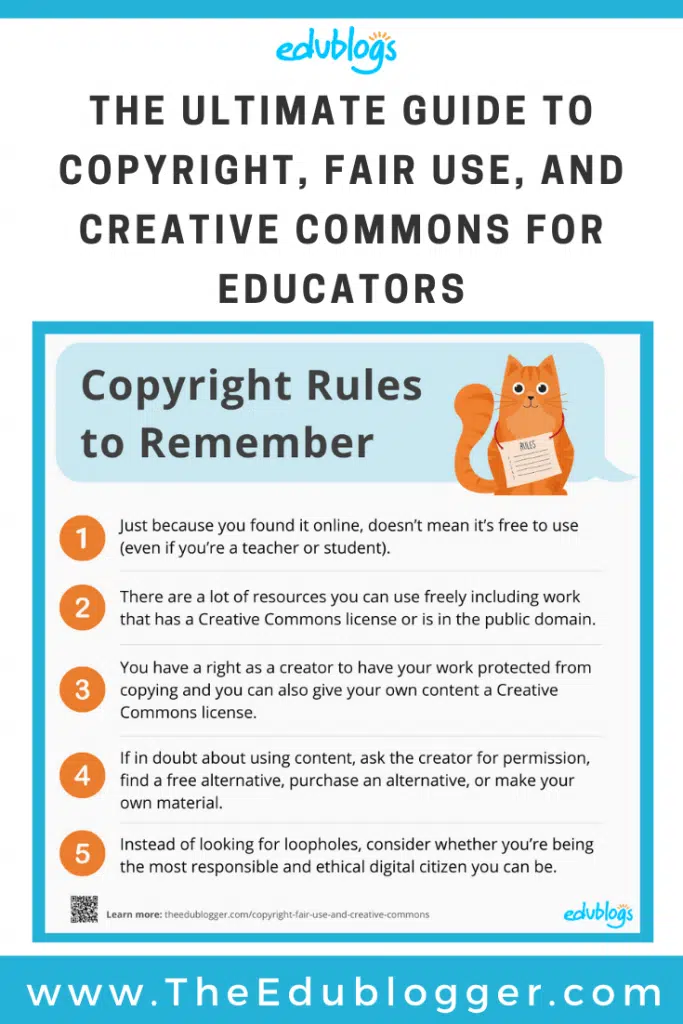 edublogs
THE ULTIMATE GUIDE TO
COPYRIGHT, FAIR USE, AND
CREATIVE COMMONS FOR
EDUCATORS
Copyright Rules
to Remember
RULES
1
Just because you found it online, doesn't mean it's free to use
(even if you're a teacher or student).
2
There are a lot of resources you can use freely including work
that has a Creative Commons license or is in the public domain.
3
You have a right as a creator to have your work protected from
copying and you can also give your own content a Creative
Commons license.
4
If in doubt about using content, ask the creator for permission,
find a free alternative, purchase an alternative, or make your
own material.
5
Instead of looking for loopholes, consider whether you're being
the most responsible and ethical digital citizen you can be.
Learn more: theedublogger.com/copyright-fair-use-and-creative-commons
edublogs
www.TheEdublogger.com